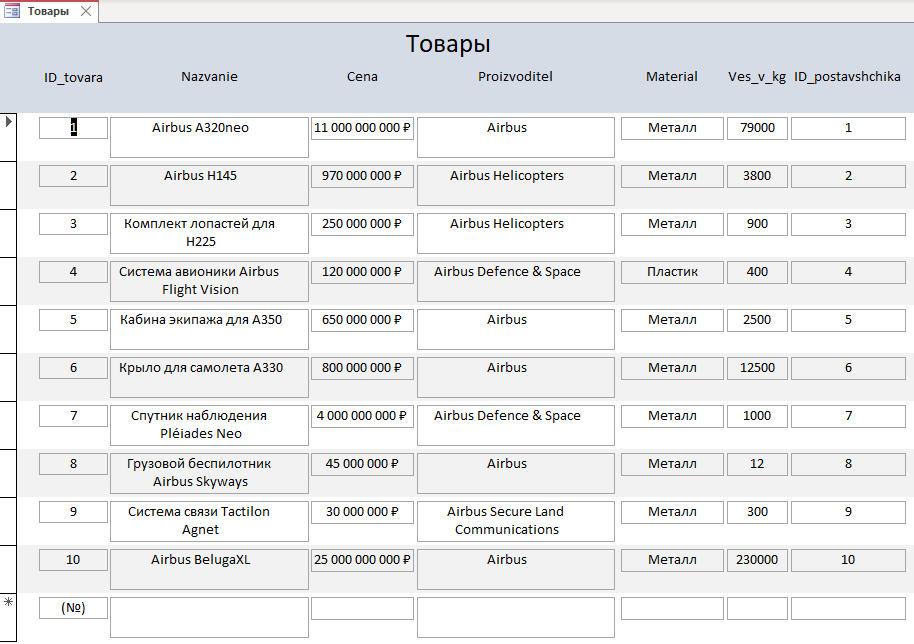 Товары
Товары
ID_tovara Nazvanie Cena Proizvoditel Material Ves_v_kg ID_postavshchika
1 Airbus A320neo 11 000 000 000 ₽ Airbus Металл 79000 1
2 Airbus H145 970 000 000 ₽ Airbus Helicopters Металл 3800 2
3 Комплект лопастей для 250 000 000 ₽ Airbus Helicopters Металл 900 3
H225
4 Система авионики Airbus 120 000 000 ₽ Airbus Defence & Space Пластик 400 4
Flight Vision
5 Кабина экипажа для A350 650 000 000 ₽ Airbus Металл 2500 5
6 Крыло для самолета A330 800 000 000 ₽ Airbus Металл 12500 6
7 Спутник наблюдения 4 000 000 000 ₽ Airbus Defence & Space Металл 1000 7
Pléiades Neo
8 Грузовой беспилотник 45 000 000 ₽ Airbus Металл 12 8
Airbus Skyways
9 Система связи Tactilon 30 000 000 ₽ Airbus Secure Land Металл 300 9
Agnet Communications
10 Airbus BelugaXL 25 000 000 000 ₽ Airbus Металл 230000 10
(№)